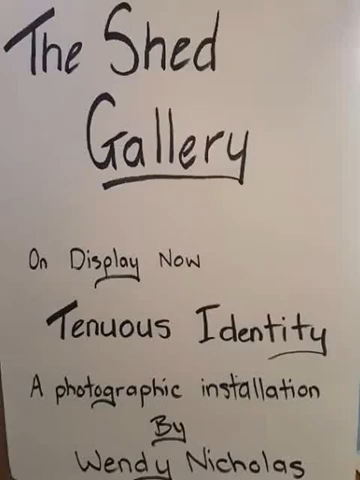 The Shed
Gallery
On Display Now
Tenuous Identity
A photographic installation
By
Wendy Nicholas